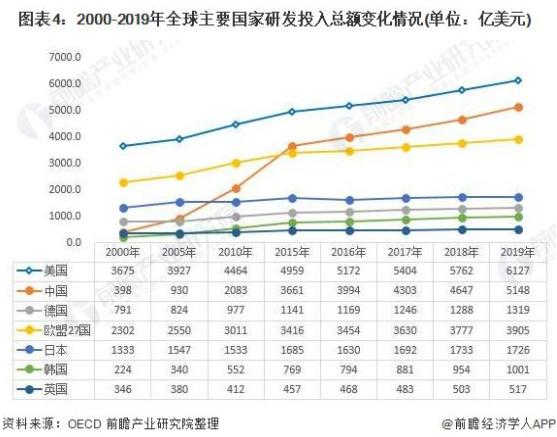 图表4：2000-2019年全球主要国家研发投入总额变化情况(单位：亿美元)
7000.0
6000.0
5000.0
4000.0
3000.0
2000.0
1000.0
0.0
2000年 2005年 2010年 2015年 2016年 2017年 2018年 2019年
美国 3675 3927 4464 4959 5172 5404 5762 6127
中国 398 930 2083 3661 3994 4303 4647 5148
德国 791 824 977 1141 1169 1246 1288 1319
欧盟27国 2302 2550 3011 3416 3454 3630 3777 3905
日本 1333 1547 1533 1685 1630 1692 1733 1726
韩国 224 340 552 769 794 881 954 1001
英国 346 380 412 457 468 483 503 517
资料来源：OECD 前瞻产业研究院整理 @前瞻经济学人APP